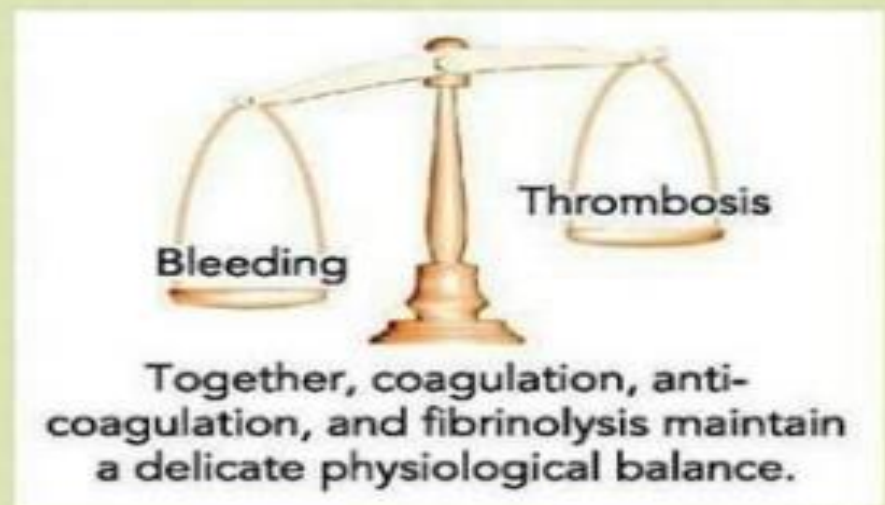 Thrombosis
Bleeding
Together, coagulation, anti-
coagulation, and fibrinolysis maintain
a delicate physiological balance.